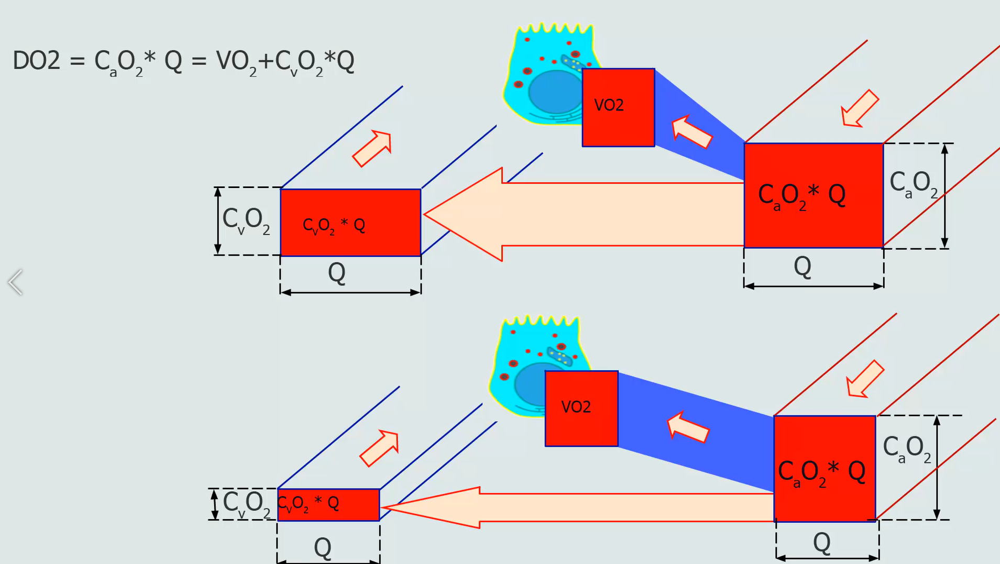 DO2 = CaO2* Q = VO2+CvO2*Q
VO2
CaO2* Q
CaO2
CvO2
CvO2 * Q
Q
Q
VO2
CaO2
CaO2* Q
CvO2
CvO2 * Q
Q
Q